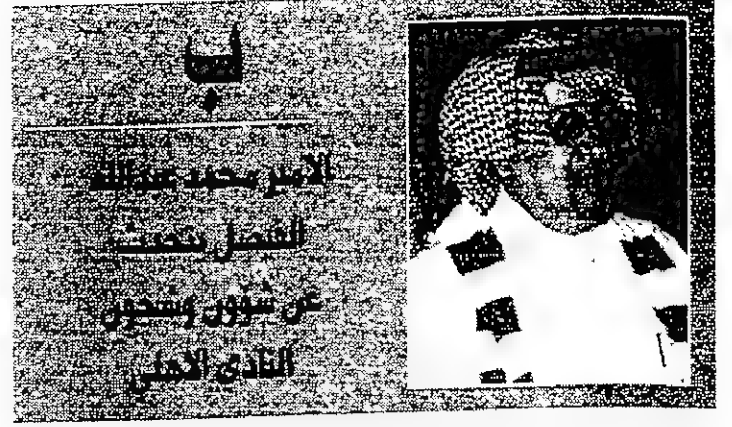 ب
الامير محمد عبدالله
الفيصل يتحدث
عن شؤون وشجون
النادي الاهلي